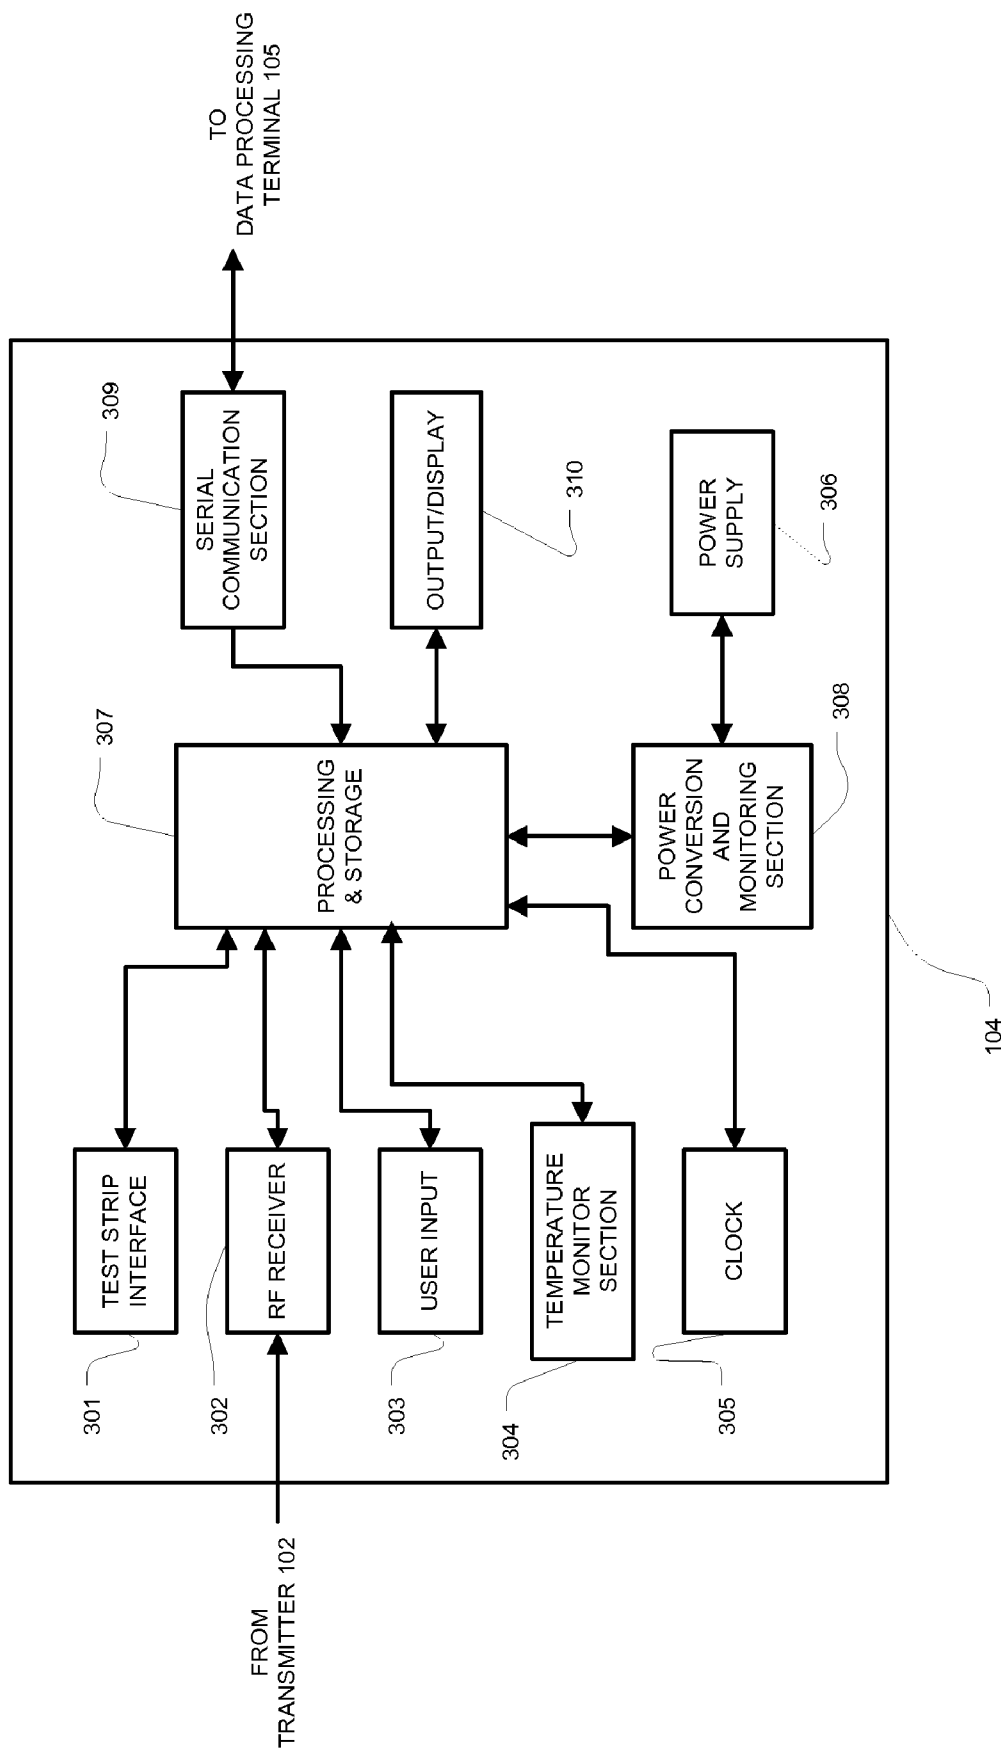 TO
DATA PROCESSING
TERMINAL 105
309
SERIAL
COMMUNICATION
SECTION
OUTPUT/DISPLAY
310
POWER
SUPPLY
306
307
PROCESSING
& STORAGE
POWER
CONVERSION
AND
MONITORING
SECTION
308
104
TEST STRIP
INTERFACE
301
RF RECEIVER
302
USER INPUT
303
TEMPERATURE
MONITOR
SECTION
304
CLOCK
305
FROM
TRANSMITTER 102